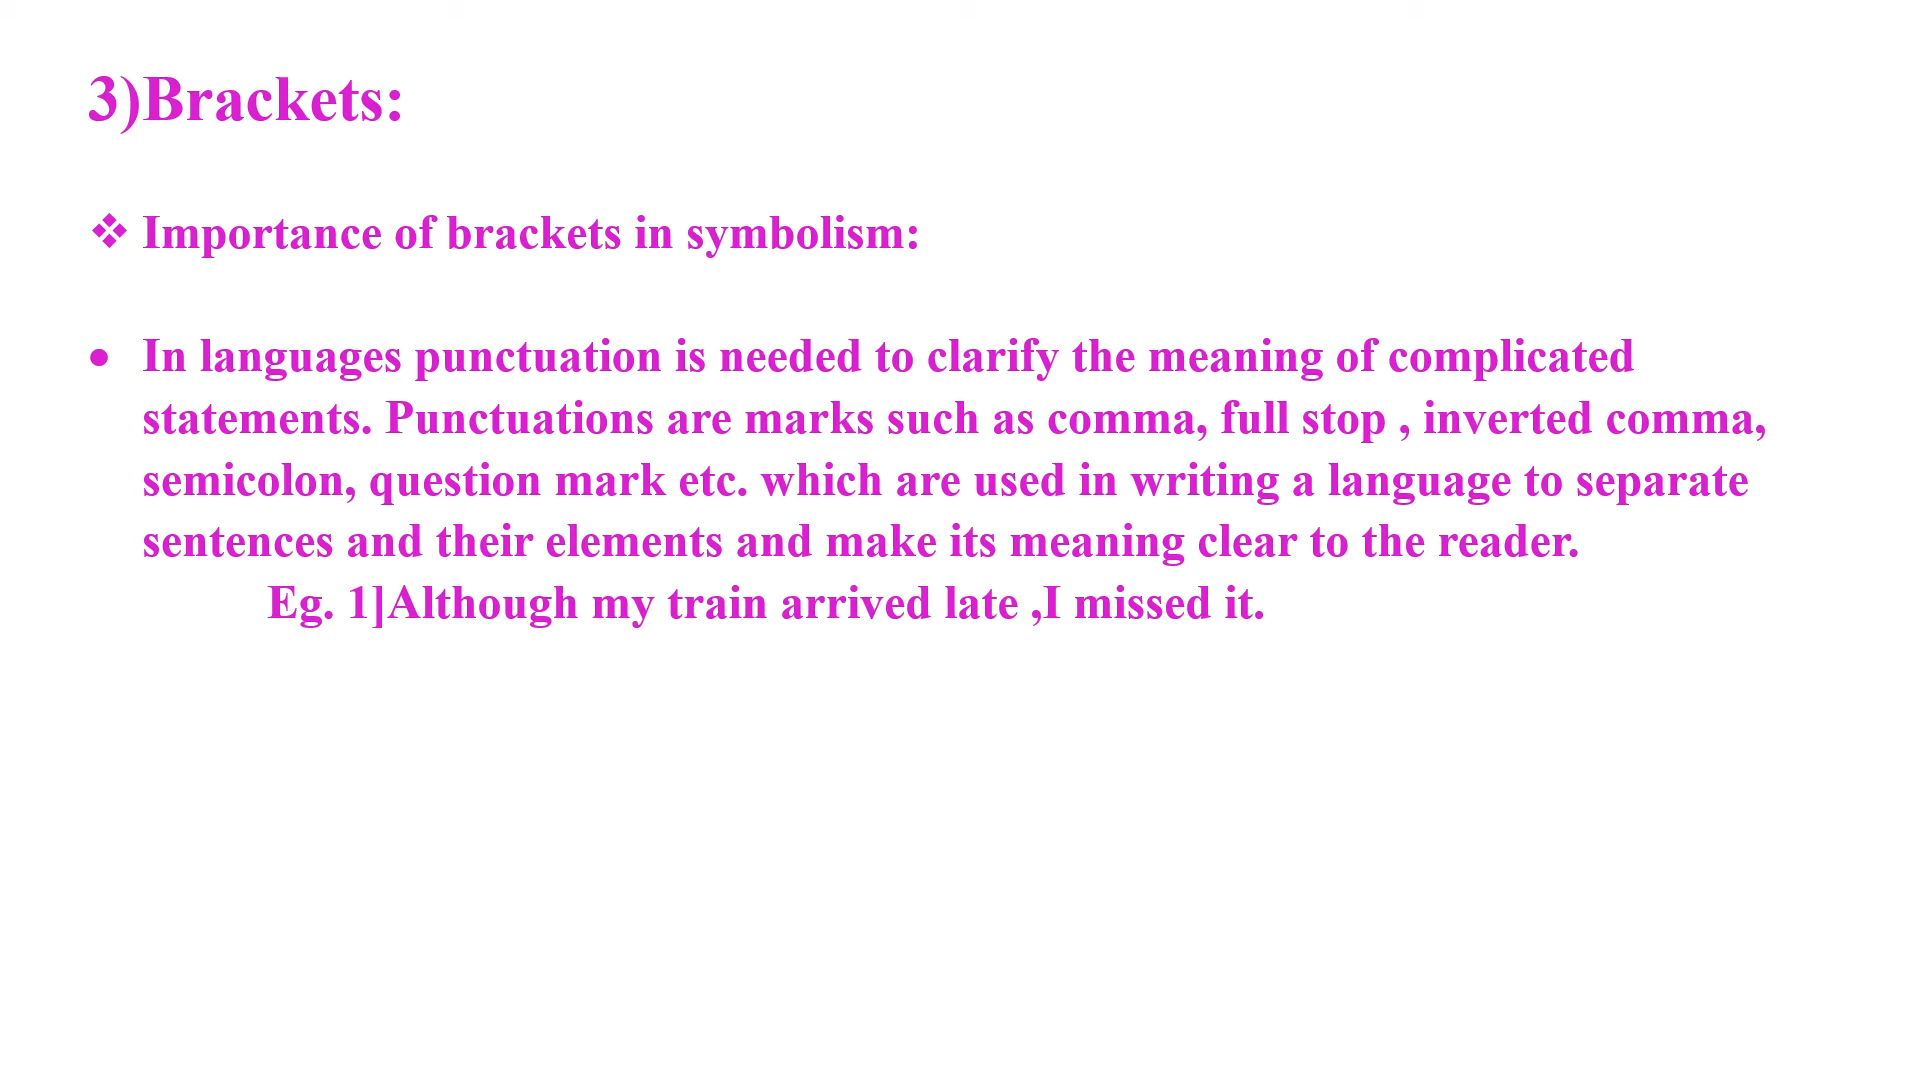 3)Brackets:
❖ Importance of brackets in symbolism:
• In languages punctuation is needed to clarify the meaning of complicated
statements. Punctuations are marks such as comma, full stop , inverted comma,
semicolon, question mark etc. which are used in writing a language to separate
sentences and their elements and make its meaning clear to the reader.
Eg. 1]Although my train arrived late ,I missed it.